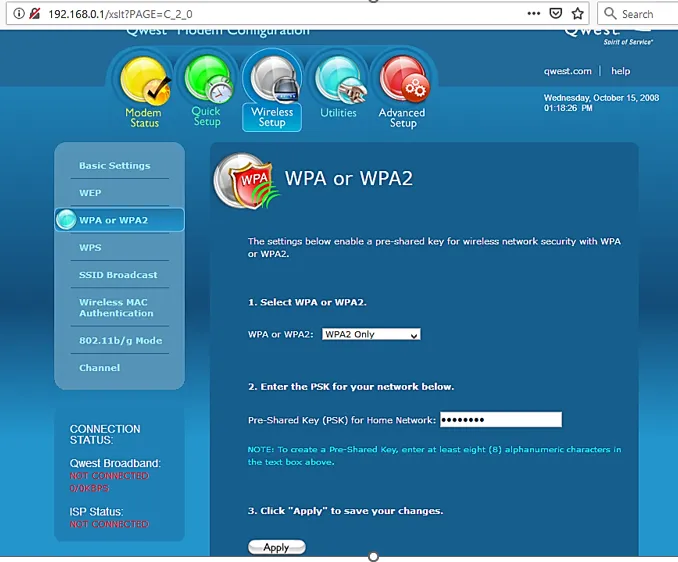 192.168.0.1/xslt?PAGE=C_2_0
Search
Qwest Modem Configuration
Qwest
Spirit of Service®
qwest.com | help
Wednesday, October 15, 2008
01:18:26 PM
Modem Status
Quick Setup
Wireless Setup
Utilities
Advanced Setup
Basic Settings
WEP
WPA or WPA2
WPS
SSID Broadcast
Wireless MAC
Authentication
802.11b/g Mode
Channel
CONNECTION
STATUS:
Qwest Broadband:
NOT CONNECTED
0/0KBPS
ISP Status:
NOT CONNECTED
WPA
WPA or WPA2
The settings below enable a pre-shared key for wireless network security with WPA
or WPA2.
1. Select WPA or WPA2.
WPA or WPA2: WPA2 Only
2. Enter the PSK for your network below.
Pre-Shared Key (PSK) for Home Network: ●●●●●●●●
NOTE: To create a Pre-Shared Key, enter at least eight (8) alphanumeric characters in
the text box above.
3. Click "Apply" to save your changes.
Apply